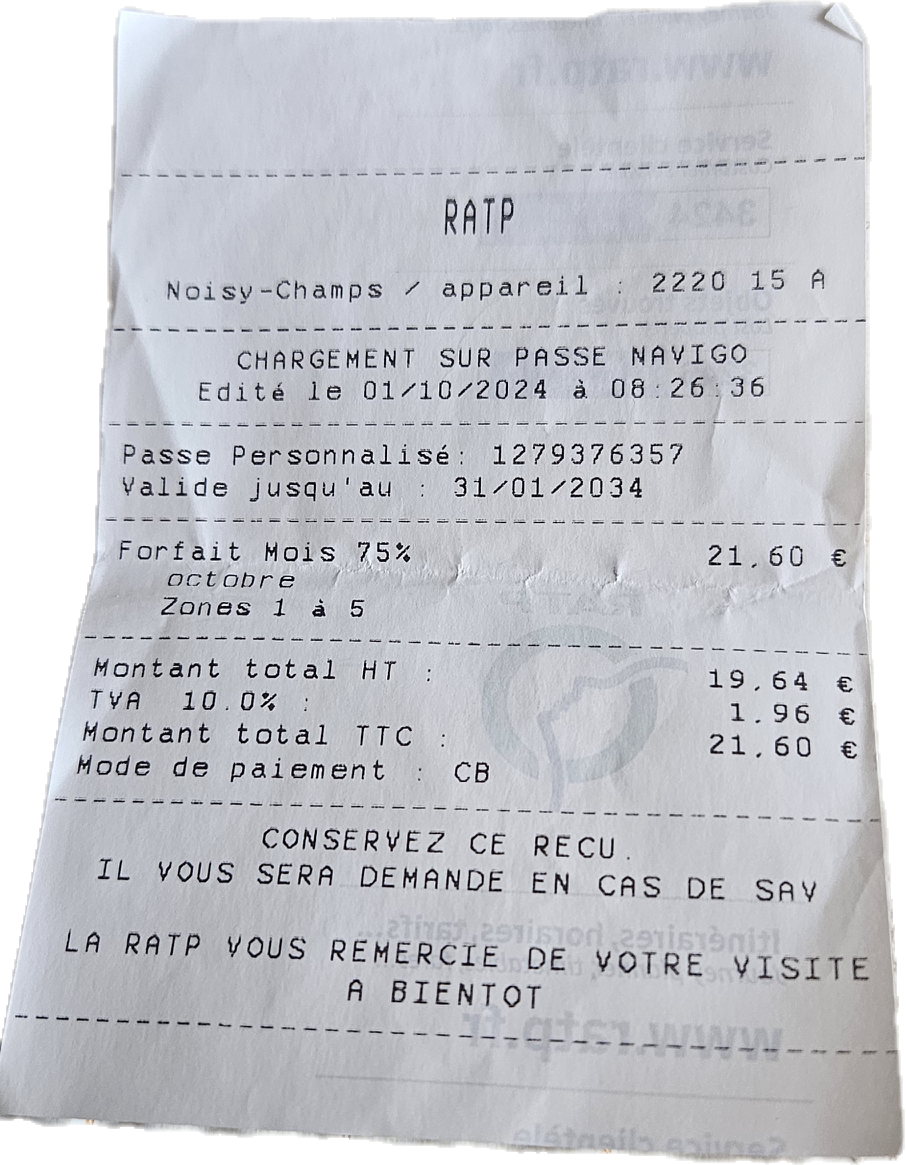 RATP
Noisy-Champs / appareil : 2220 15 A
CHARGEMENT SUR PASSE NAVIGO
Edité le 01/10/2024 à 08:26:36
Passe Personnalisé: 1279376357
Valide jusqu'au : 31/01/2034
Forfait Mois 75% 21,60 €
octobre
Zones 1 à 5
Montant total HT : 19,64 €
TVA 10.0% : 1.96 €
Montant total TTC : 21,60 €
Mode de paiement : CB
CONSERVEZ CE RECU.
IL VOUS SERA DEMANDE EN CAS DE SAV
LA RATP VOUS REMERCIE DE VOTRE VISITE
A BIENTOT